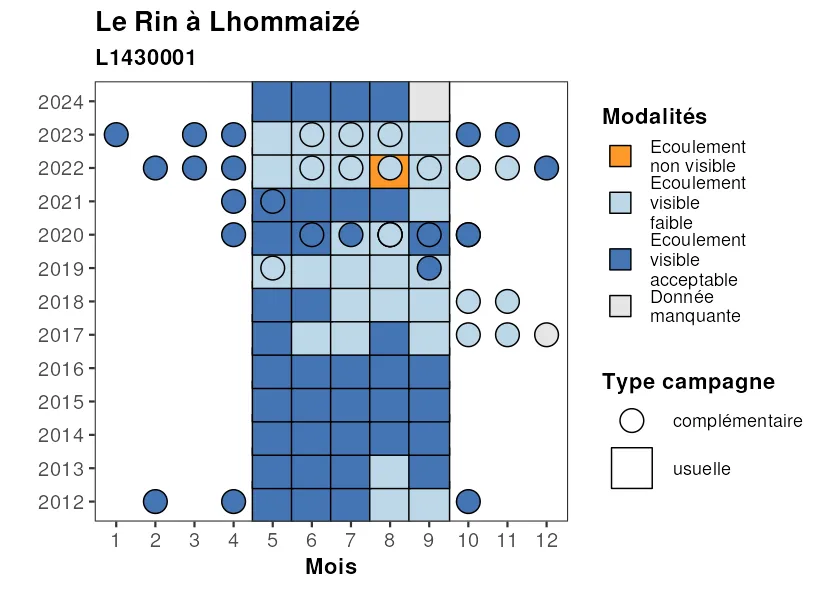 Le Rin à Lhommaizé
L1430001
2024
2023
2022
2021
2020
2019
2018
2017
2016
2015
2014
2013
2012
1 2 3 4 5 6 7 8 9 10 11 12
Mois
Modalités
Ecoulement
non visible
Ecoulement
visible
faible
Ecoulement
visible
acceptable
Donnée
manquante
Type campagne
complémentaire
usuelle